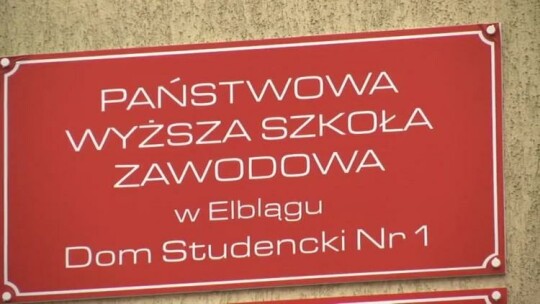 PAŃSTWOWA
WYŻSZA SZKOŁA
ZAWODOWA
w Elblągu
Dom Studencki Nr 1